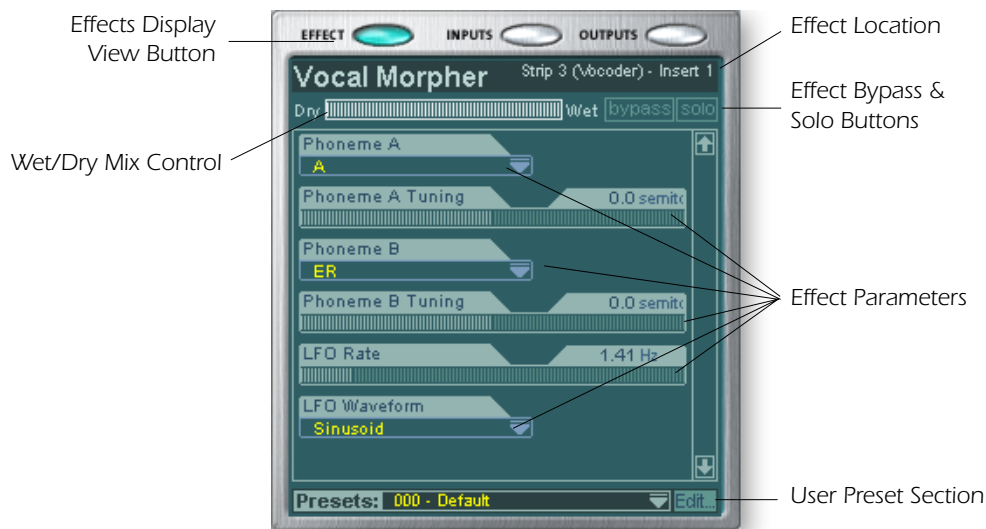 Effects Display
View Button
EFFECT
INPUTS
OUTPUTS
Effect Location
Vocal Morpher
Strip 3 (Vocoder) - Insert 1
Dry
Wet
bypass
solo
Effect Bypass &
Solo Buttons
Wet/Dry Mix Control
Phoneme A
A
Phoneme A Tuning
0.0 semito
Phoneme B
ER
Phoneme B Tuning
0.0 semito
Effect Parameters
LFO Rate
1.41 Hz
LFO Waveform
Sinusoid
Presets:
000 - Default
Edit...
User Preset Section